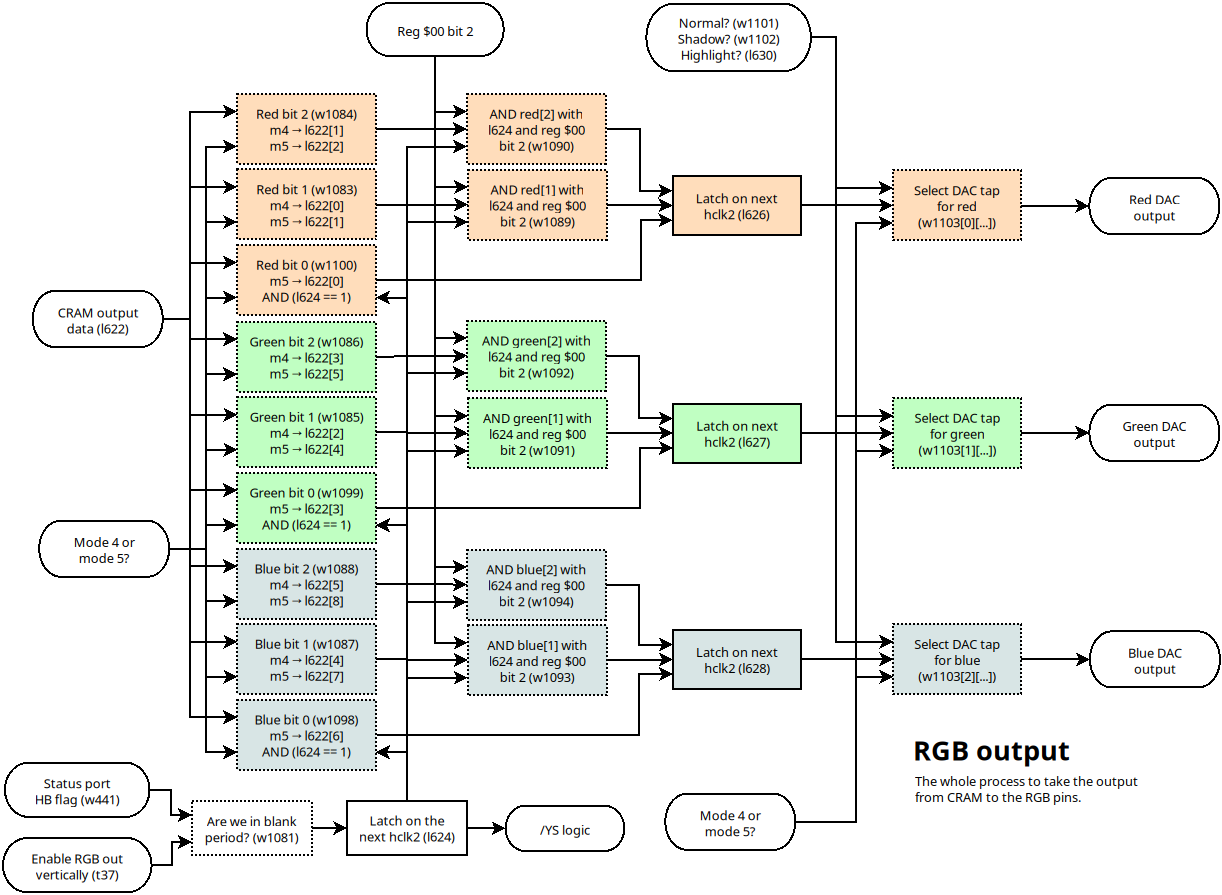 Reg $00 bit 2
Normal? (w1101)
Shadow? (w1102)
Highlight? (l630)
Red bit 2 (w1084)
m4 → l622[1]
m5 → l622[2]
AND red[2] with
l624 and reg $00
bit 2 (w1090)
Red bit 1 (w1083)
m4 → l622[0]
m5 → l622[1]
AND red[1] with
l624 and reg $00
bit 2 (w1089)
Latch on next
hclk2 (l626)
Select DAC tap
for red
(w1103[0][...])
Red DAC
output
Red bit 0 (w1100)
m5 → l622[0]
AND (l624 == 1)
CRAM output
data (l622)
Green bit 2 (w1086)
m4 → l622[3]
m5 → l622[5]
AND green[2] with
l624 and reg $00
bit 2 (w1092)
Green bit 1 (w1085)
m4 → l622[2]
m5 → l622[4]
AND green[1] with
l624 and reg $00
bit 2 (w1091)
Latch on next
hclk2 (l627)
Select DAC tap
for green
(w1103[1][...])
Green DAC
output
Green bit 0 (w1099)
m5 → l622[3]
AND (l624 == 1)
Mode 4 or
mode 5?
Blue bit 2 (w1088)
m4 → l622[5]
m5 → l622[8]
AND blue[2] with
l624 and reg $00
bit 2 (w1094)
Blue bit 1 (w1087)
m4 → l622[4]
m5 → l622[7]
AND blue[1] with
l624 and reg $00
bit 2 (w1093)
Latch on next
hclk2 (l628)
Select DAC tap
for blue
(w1103[2][...])
Blue DAC
output
Blue bit 0 (w1098)
m5 → l622[6]
AND (l624 == 1)
RGB output
The whole process to take the output
from CRAM to the RGB pins.
Status port
HB flag (w441)
Are we in blank
period? (w1081)
Latch on the
next hclk2 (l624)
/YS logic
Mode 4 or
mode 5?
Enable RGB out
vertically (t37)